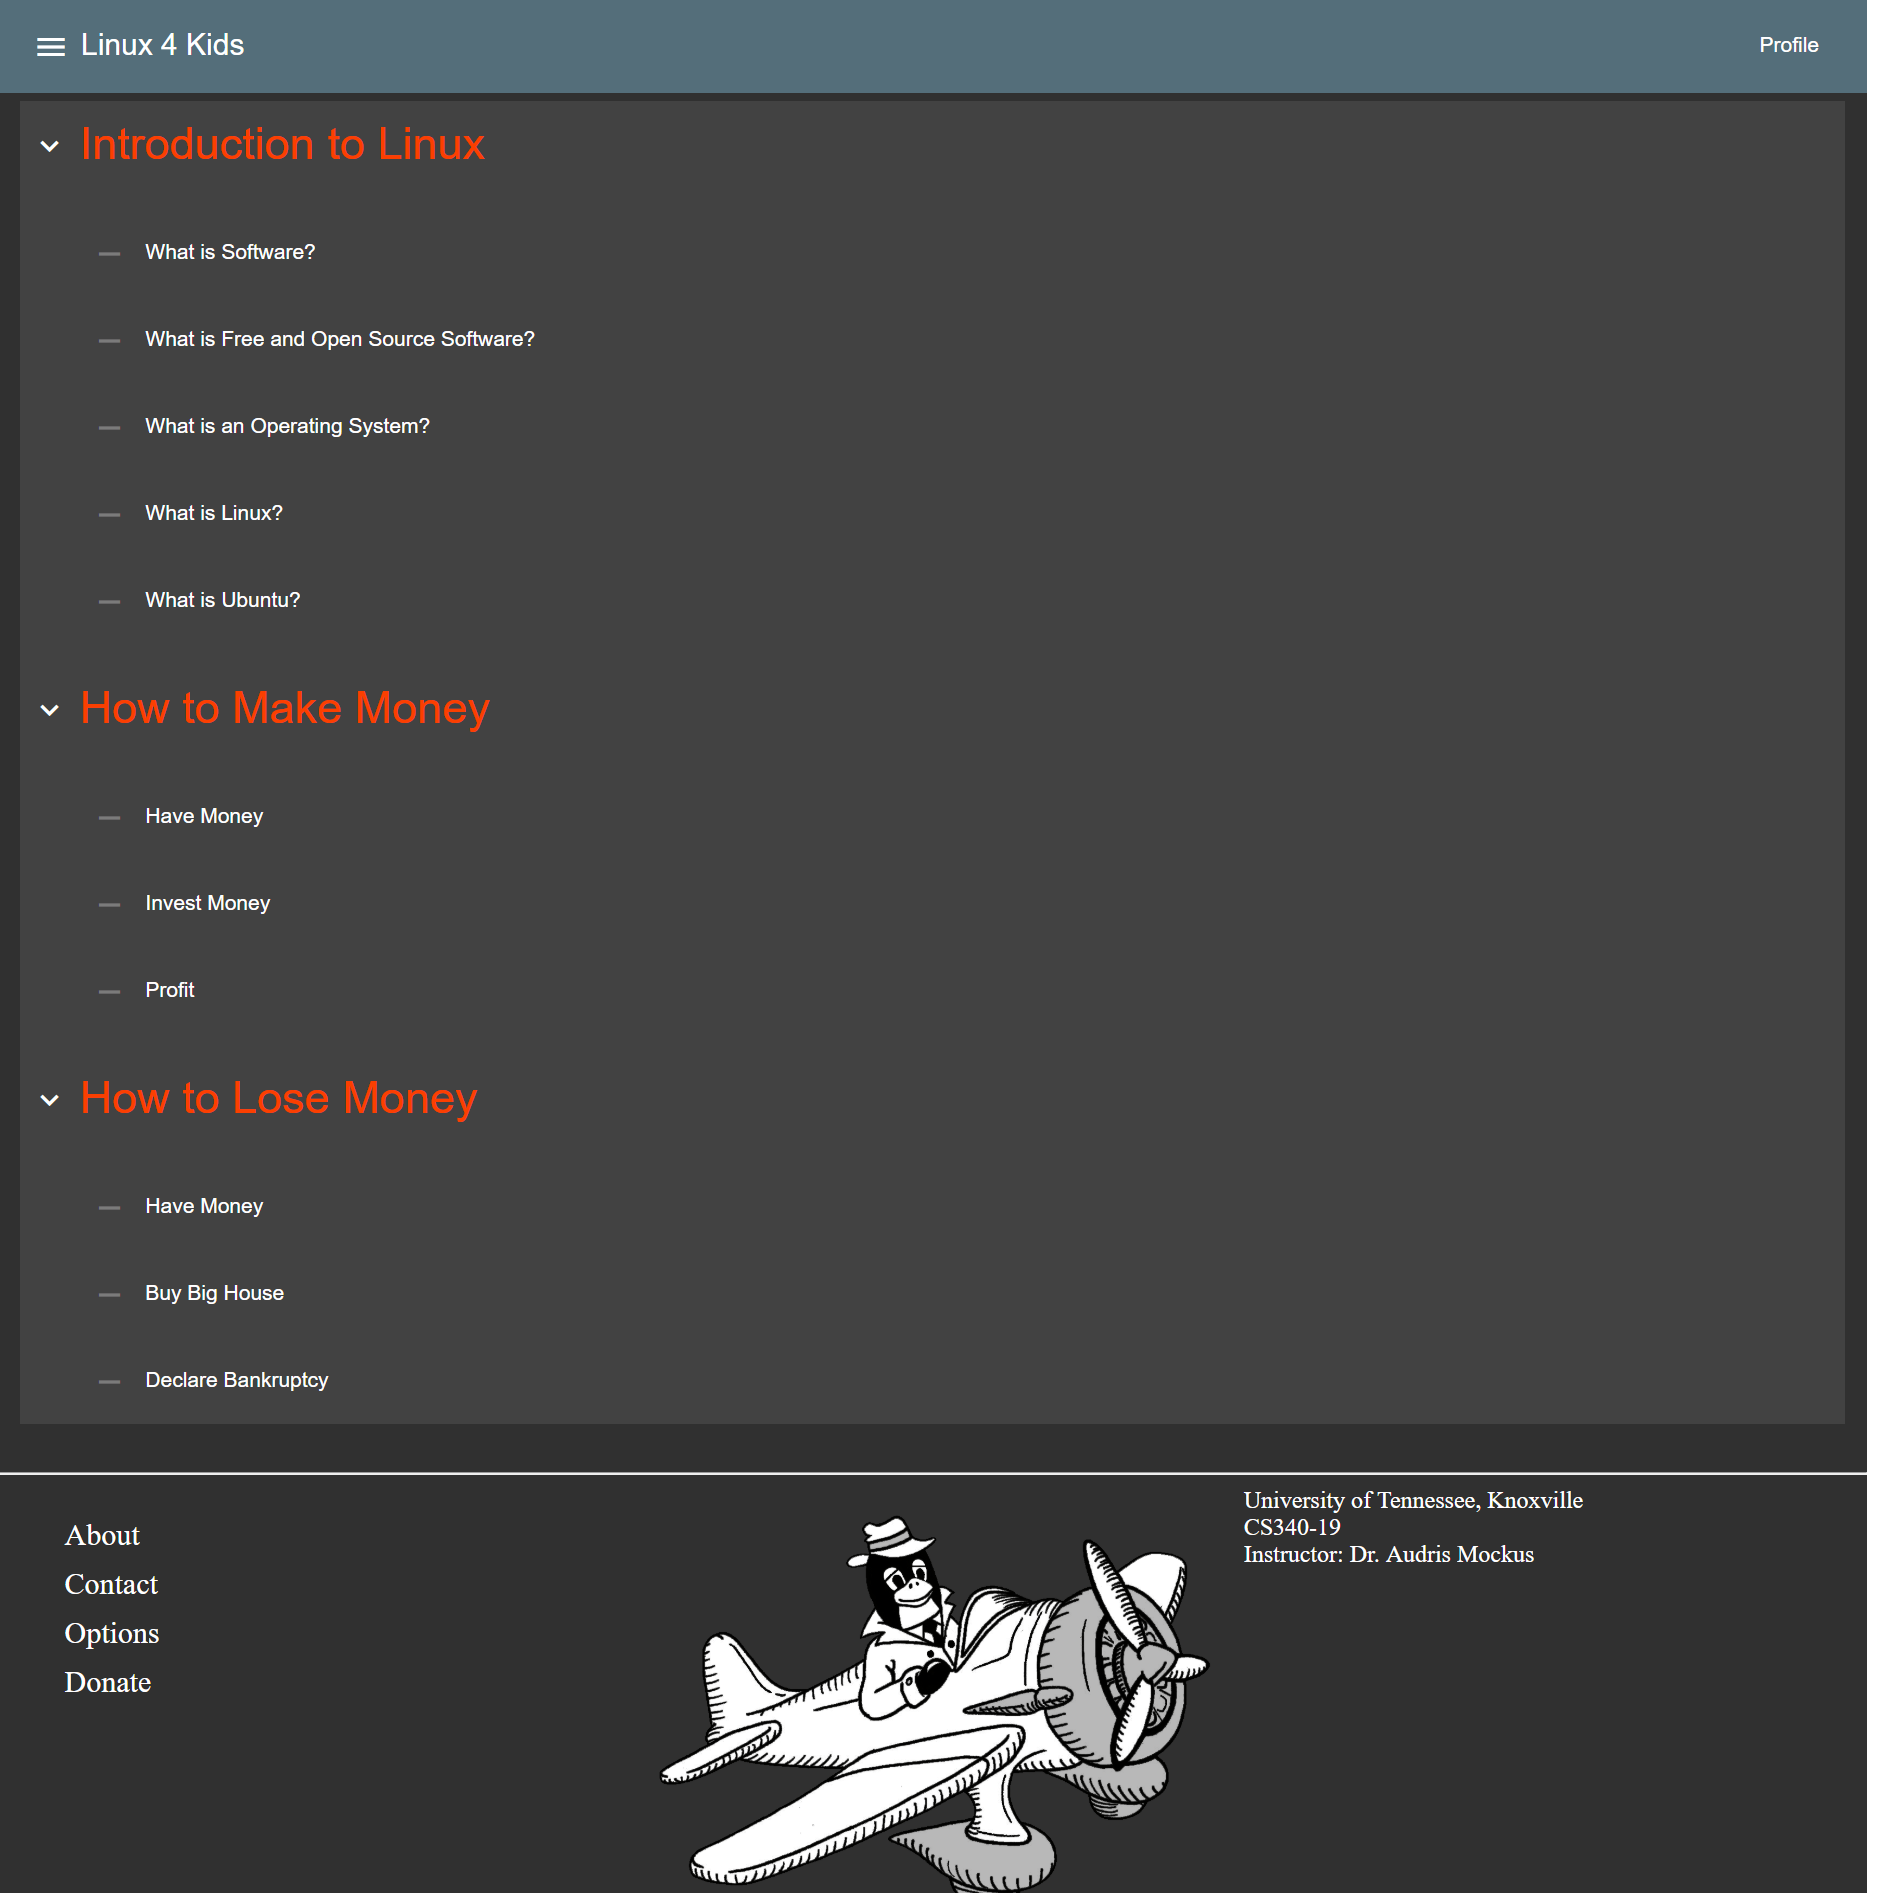 Linux 4 Kids
Profile
Introduction to Linux
What is Software?
What is Free and Open Source Software?
What is an Operating System?
What is Linux?
What is Ubuntu?
How to Make Money
Have Money
Invest Money
Profit
How to Lose Money
Have Money
Buy Big House
Declare Bankruptcy
About
Contact
Options
Donate
University of Tennessee, Knoxville
CS340-19
Instructor: Dr. Audris Mockus